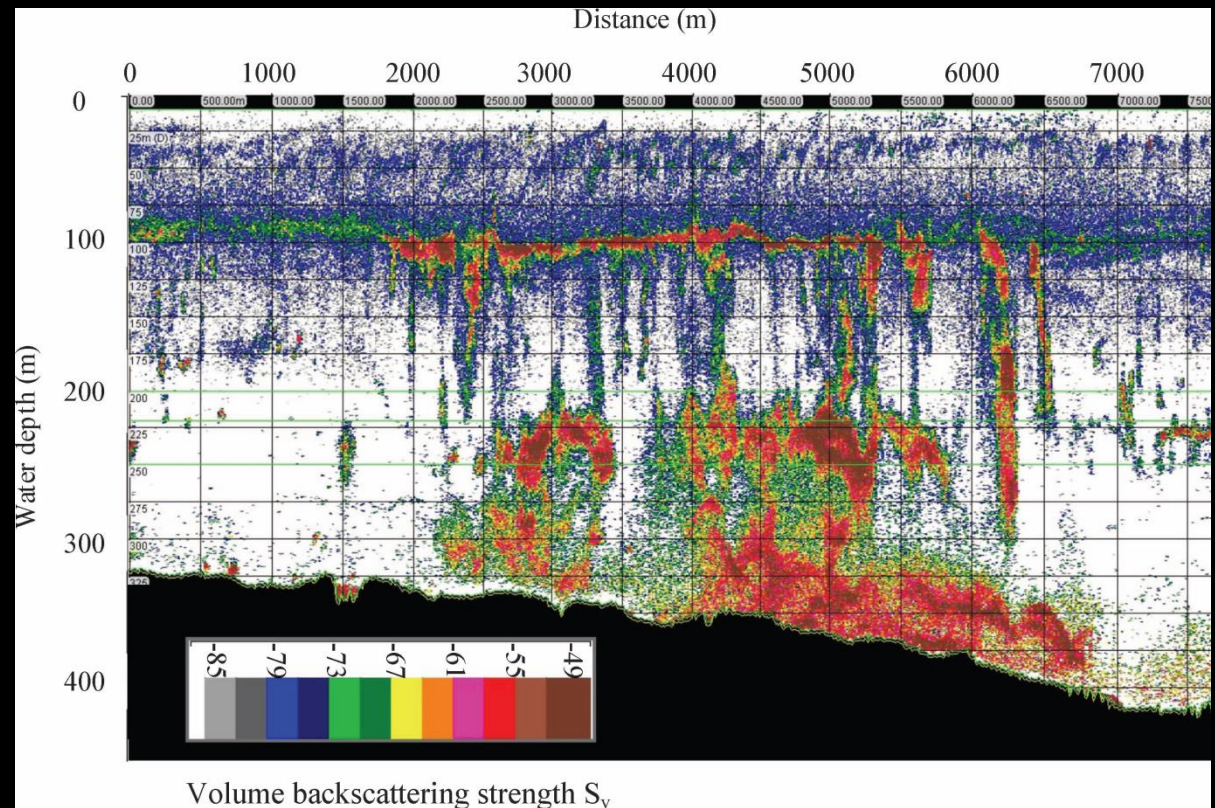 Distance (m)
0 1000 2000 3000 4000 5000 6000 7000
0
0.00 500.00m 1000.00 1500.00 2000.00 2500.00 3000.00 3500.00 4000.00 4500.00 5000.00 5500.00 6000.00 6500.00 7000.00 7500
25m (D)
50
75
100
100
125
150
175
Water depth (m)
200
200
225
250
275
300
300
325
400
-85 -79 -73 -67 -61 -55 -49
Volume backscattering strength Sv